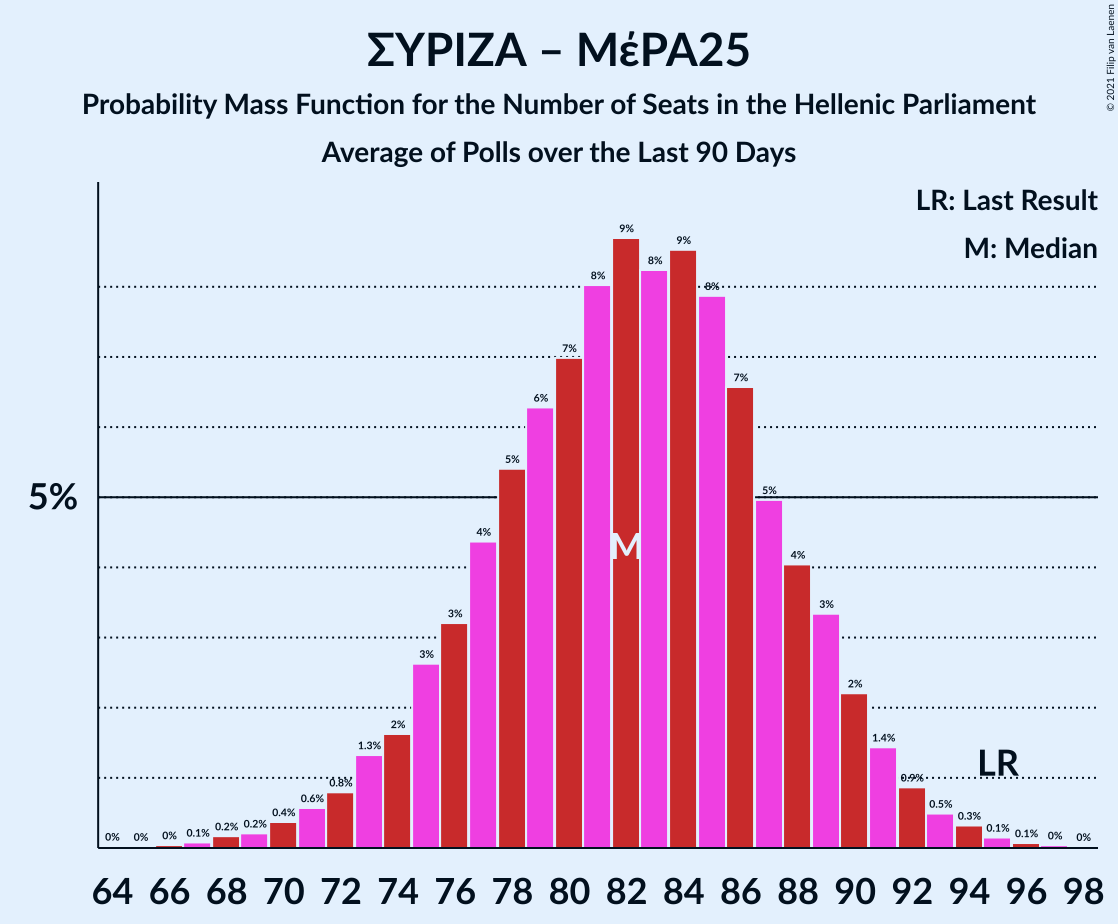 ΣΥΡΙΖΑ – ΜέΡΑ25
Probability Mass Function for the Number of Seats in the Hellenic Parliament
Average of Polls over the Last 90 Days
© 2021 Filip van Laenen
LR: Last Result
M: Median
5%
0% 0% 0% 0.1% 0.2% 0.2% 0.4% 0.6% 0.8% 1.3% 2% 3% 3% 4% 5% 6% 7% 8% 9% 8% 9% 8% 7% 5% 4% 3% 2% 1.4% 0.9% 0.5% 0.3% 0.1% 0.1% 0% 0%
M
LR
64 66 68 70 72 74 76 78 80 82 84 86 88 90 92 94 96 98